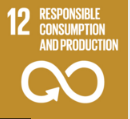 12 RESPONSIBLE
CONSUMPTION
AND PRODUCTION